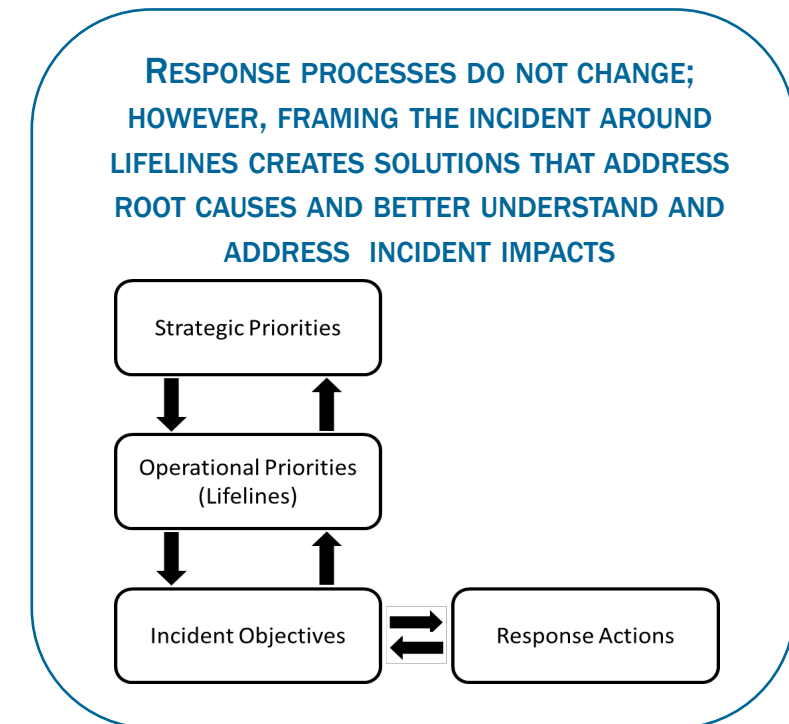 RESPONSE PROCESSES DO NOT CHANGE;
HOWEVER, FRAMING THE INCIDENT AROUND
LIFELINES CREATES SOLUTIONS THAT ADDRESS
ROOT CAUSES AND BETTER UNDERSTAND AND
ADDRESS INCIDENT IMPACTS
Strategic Priorities
Operational Priorities
(Lifelines)
Incident Objectives
Response Actions